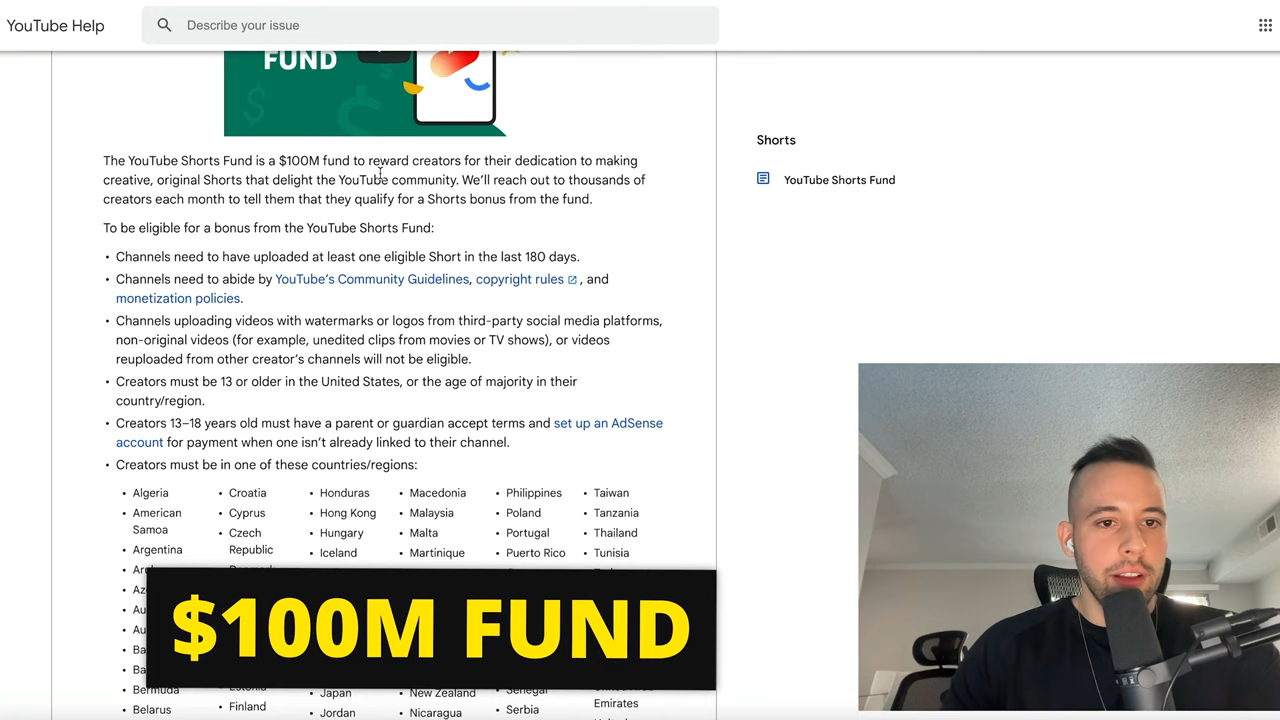 YouTube Help
Describe your issue
FUND
The YouTube Shorts Fund is a $100M fund to reward creators for their dedication to making
creative, original Shorts that delight the YouTube community. We’ll reach out to thousands of
creators each month to tell them that they qualify for a Shorts bonus from the fund.
To be eligible for a bonus from the YouTube Shorts Fund:
• Channels need to have uploaded at least one eligible Short in the last 180 days.
• Channels need to abide by YouTube’s Community Guidelines, copyright rules, and
monetization policies.
• Channels uploading videos with watermarks or logos from third-party social media platforms,
non-original videos (for example, unedited clips from movies or TV shows), or videos
reuploaded from other creator’s channels will not be eligible.
• Creators must be 13 or older in the United States, or the age of majority in their
country/region.
• Creators 13–18 years old must have a parent or guardian accept terms and set up an AdSense
account for payment when one isn’t already linked to their channel.
• Creators must be in one of these countries/regions:
• Algeria
• American
Samoa
• Argentina
• Bermuda
• Belarus
• Croatia
• Cyprus
• Czech
Republic
• Finland
• Honduras
• Hong Kong
• Hungary
• Iceland
• Japan
• Jordan
• Macedonia
• Malaysia
• Malta
• Martinique
• New Zealand
• Nicaragua
• Philippines
• Poland
• Portugal
• Puerto Rico
• Senegal
• Serbia
• Taiwan
• Tanzania
• Thailand
• Tunisia
Emirates
$100M FUND
Shorts
YouTube Shorts Fund